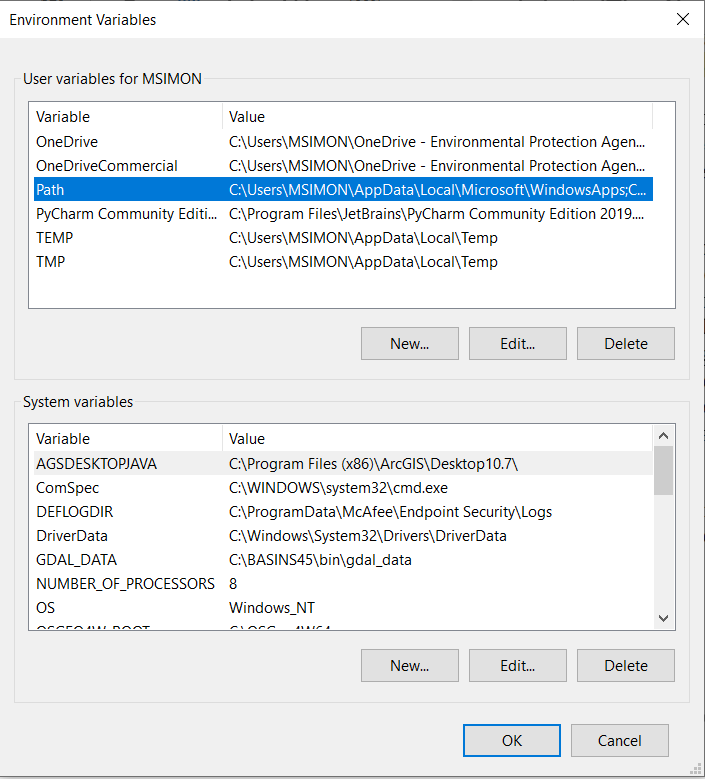 Environment Variables
User variables for MSIMON
Variable Value
OneDrive C:\Users\MSIMON\OneDrive - Environmental Protection Agen...
OneDriveCommercial C:\Users\MSIMON\OneDrive - Environmental Protection Agen...
Path C:\Users\MSIMON\AppData\Local\Microsoft\WindowsApps;C...
PyCharm Community Editi... C:\Program Files\JetBrains\PyCharm Community Edition 2019....
TEMP C:\Users\MSIMON\AppData\Local\Temp
TMP C:\Users\MSIMON\AppData\Local\Temp
New... Edit... Delete
System variables
Variable Value
AGSDESKTOPJAVA C:\Program Files (x86)\ArcGIS\Desktop10.7\
ComSpec C:\WINDOWS\system32\cmd.exe
DEFLOGDIR C:\ProgramData\McAfee\Endpoint Security\Logs
DriverData C:\Windows\System32\Drivers\DriverData
GDAL_DATA C:\BASINS45\bin\gdal_data
NUMBER_OF_PROCESSORS 8
OS Windows_NT
New... Edit... Delete
OK Cancel